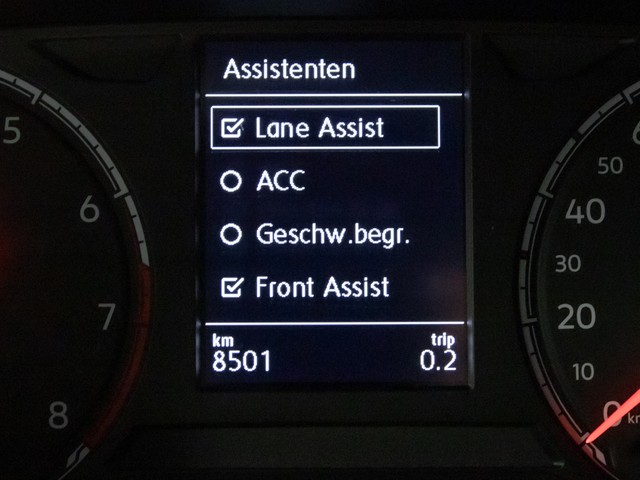 Assistenten
Lane Assist
ACC
Geschw.begr.
Front Assist
km trip
8501 0.2
5
6
7
8
50
40
30
20
10
0 km